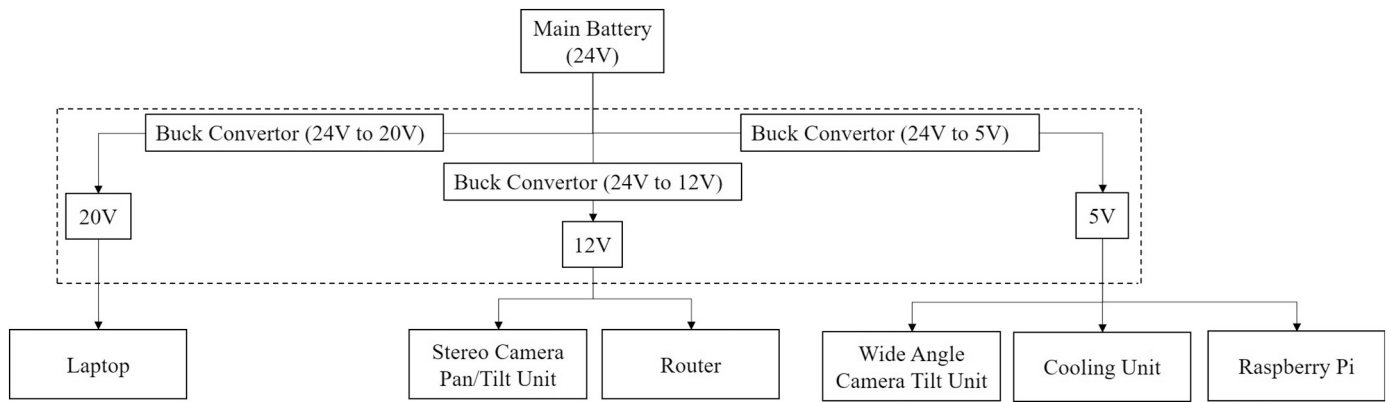 Main Battery
(24V)
Buck Convertor (24V to 20V)
Buck Convertor (24V to 5V)
Buck Convertor (24V to 12V)
20V
12V
5V
Laptop
Stereo Camera
Pan/Tilt Unit
Router
Wide Angle
Camera Tilt Unit
Cooling Unit
Raspberry Pi